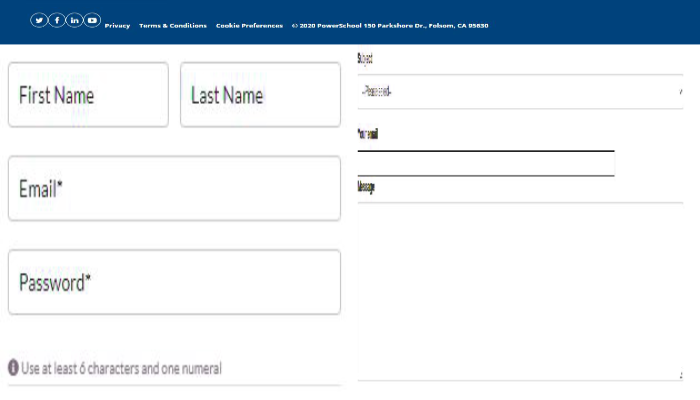 Privacy Terms & Conditions Cookie Preferences © 2020 PowerSchool 150 Parkshore Dr., Folsom, CA 95630
First Name Last Name
Email*
Password*
Use at least 6 characters and one numeral
Subject
--Please select--
Your email
Message